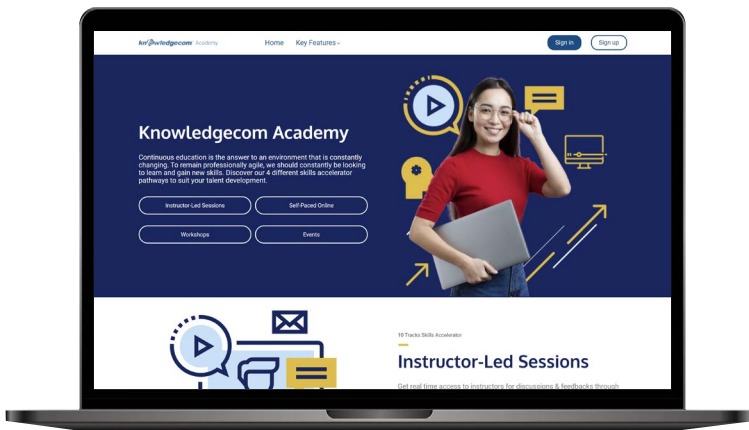 knowledgecom Academy
Home Key Features
Sign in Sign up
Knowledgecom Academy
Continuous education is the answer to an environment that is constantly
changing. To remain professionally agile, we should constantly be looking
to learn and gain new skills. Discover our 4 different skills accelerator
pathways to suit your talent development.
Instructor-Led Sessions Self-Paced Online
Workshops Events
10 Tracks Skills Accelerator
Instructor-Led Sessions
Get real time access to instructors for discussions & feedbacks through